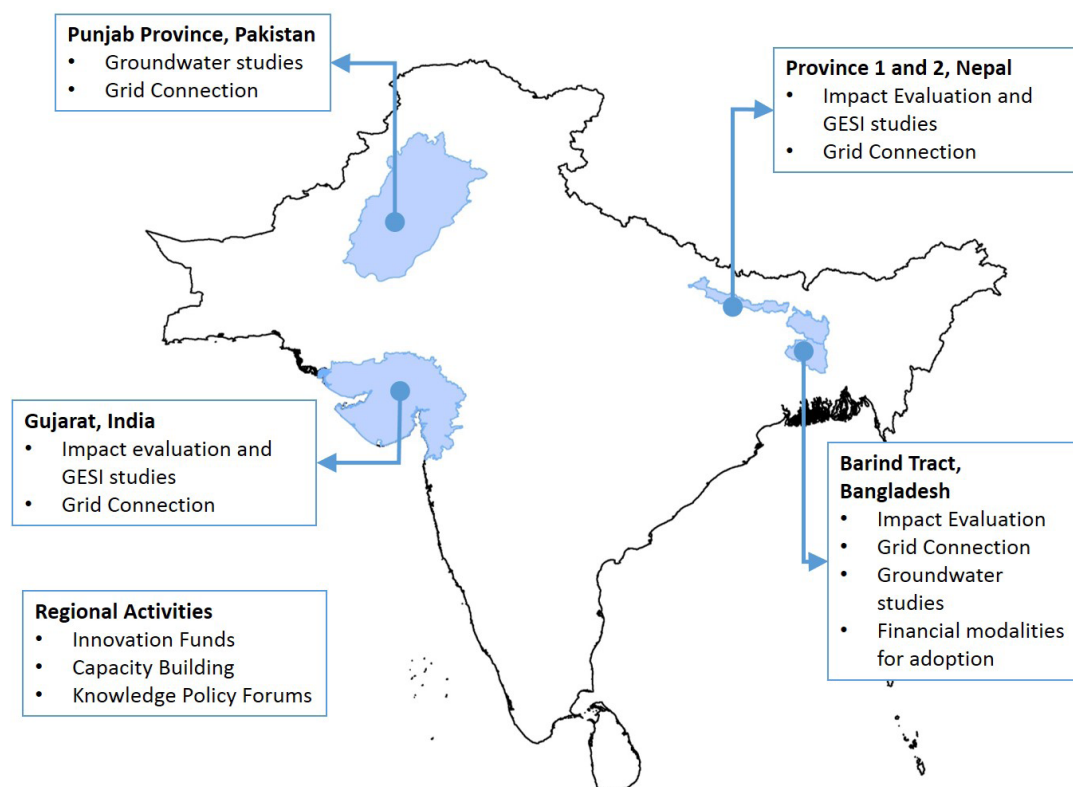 Punjab Province, Pakistan
• Groundwater studies
• Grid Connection
Province 1 and 2, Nepal
• Impact Evaluation and
GESI studies
• Grid Connection
Gujarat, India
• Impact evaluation and
GESI studies
• Grid Connection
Barind Tract,
Bangladesh
• Impact Evaluation
• Grid Connection
• Groundwater
studies
• Financial modalities
for adoption
Regional Activities
• Innovation Funds
• Capacity Building
• Knowledge Policy Forums